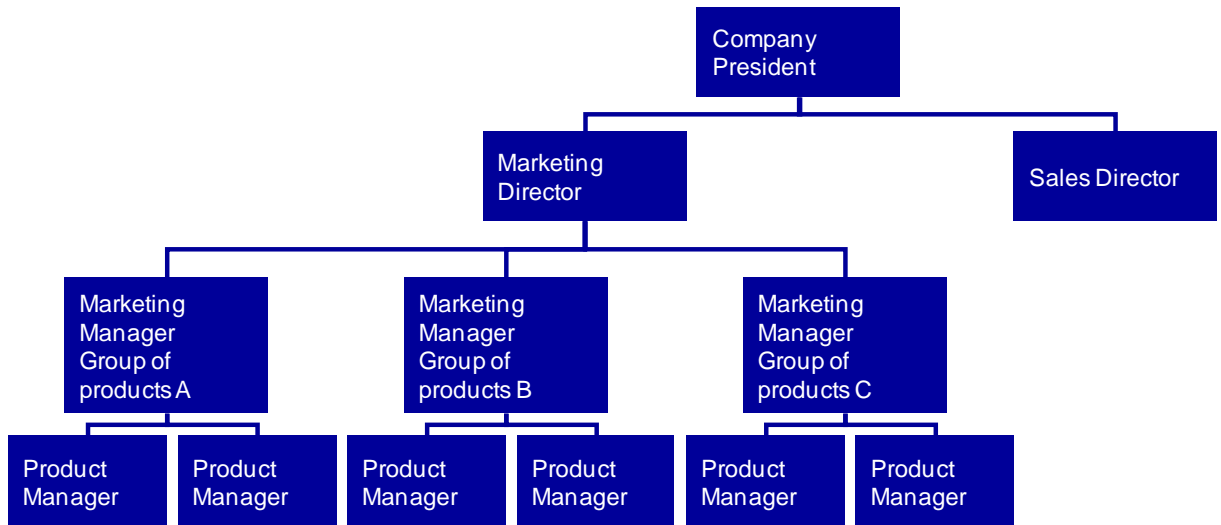 Company
President
Marketing
Director
Sales Director
Marketing
Manager
Group of
products A
Marketing
Manager
Group of
products B
Marketing
Manager
Group of
products C
Product
Manager
Product
Manager
Product
Manager
Product
Manager
Product
Manager
Product
Manager